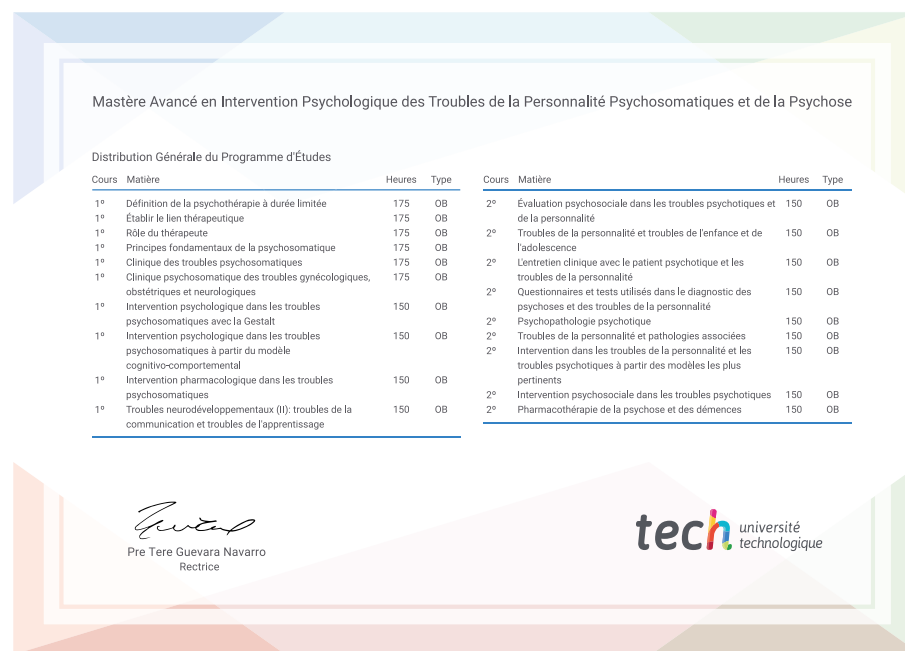 Mastère Avancé en Intervention Psychologique des Troubles de la Personnalité Psychosomatiques et de la Psychose
Distribution Générale du Programme d'Études
Cours Matière Heures Type
1º Définition de la psychothérapie à durée limitée 175 OB
1º Établir le lien thérapeutique 175 OB
1º Rôle du thérapeute 175 OB
1º Principes fondamentaux de la psychosomatique 175 OB
1º Clinique des troubles psychosomatiques 175 OB
1º Clinique psychosomatique des troubles gynécologiques, 175 OB
obstétriques et neurologiques
1º Intervention psychologique dans les troubles 150 OB
psychosomatiques avec la Gestalt
1º Intervention psychologique dans les troubles 150 OB
psychosomatiques à partir du modèle
cognitivo-comportemental
1º Intervention pharmacologique dans les troubles 150 OB
psychosomatiques
1º Troubles neurodéveloppementaux (II): troubles de la 150 OB
communication et troubles de l'apprentissage
Cours Matière Heures Type
2º Évaluation psychosociale dans les troubles psychotiques et 150 OB
de la personnalité
2º Troubles de la personnalité et troubles de l'enfance et de 150 OB
l'adolescence
2º L'entretien clinique avec le patient psychotique et les 150 OB
troubles de la personnalité
2º Questionnaires et tests utilisés dans le diagnostic des 150 OB
psychoses et des troubles de la personnalité
2º Psychopathologie psychotique 150 OB
2º Troubles de la personnalité et pathologies associées 150 OB
2º Intervention dans les troubles de la personnalité et les 150 OB
troubles psychotiques à partir des modèles les plus
pertinents
2º Intervention psychosociale dans les troubles psychotiques 150 OB
2º Pharmacothérapie de la psychose et des démences 150 OB
Pre Tere Guevara Navarro
Rectrice
tech université
technologique